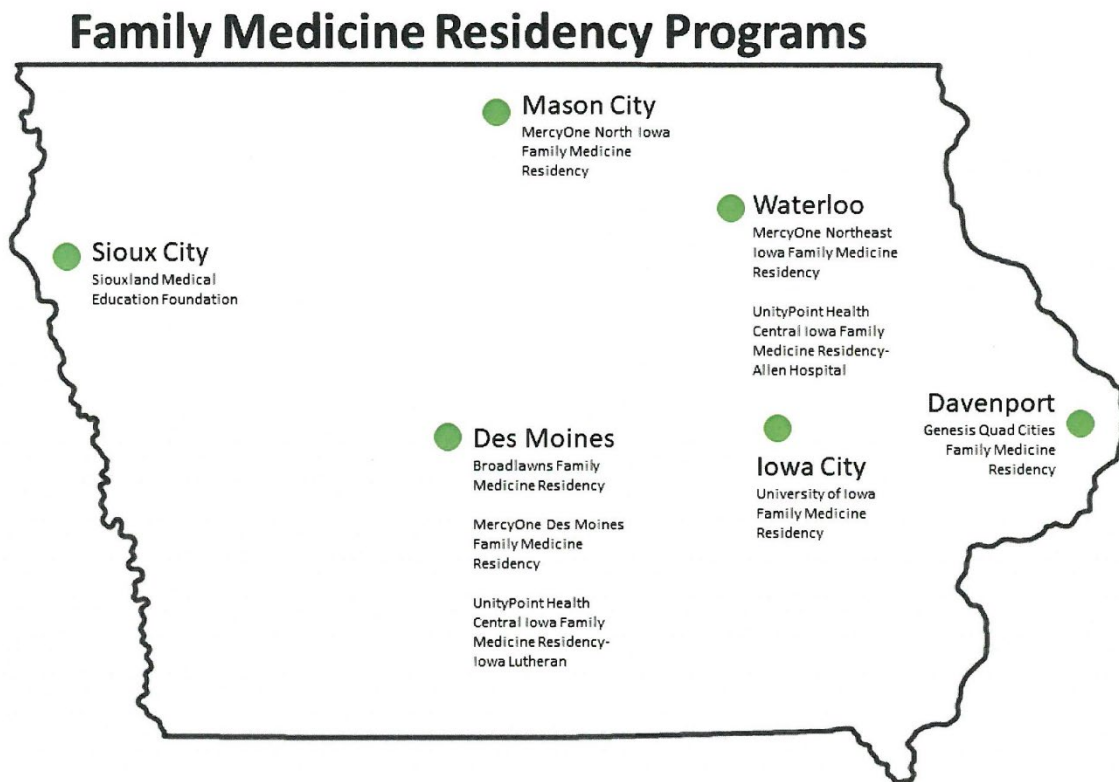 Family Medicine Residency Programs
Mason City
MercyOne North Iowa
Family Medicine
Residency
Waterloo
MercyOne Northeast
Iowa Family Medicine
Residency
UnityPoint Health
Central Iowa Family
Medicine Residency-
Allen Hospital
Sioux City
Siouxland Medical
Education Foundation
Davenport
Genesis Quad Cities
Family Medicine
Residency
Des Moines
Broadlawns Family
Medicine Residency
MercyOne Des Moines
Family Medicine
Residency
UnityPoint Health
Central Iowa Family
Medicine Residency-
Iowa Lutheran
Iowa City
University of Iowa
Family Medicine
Residency